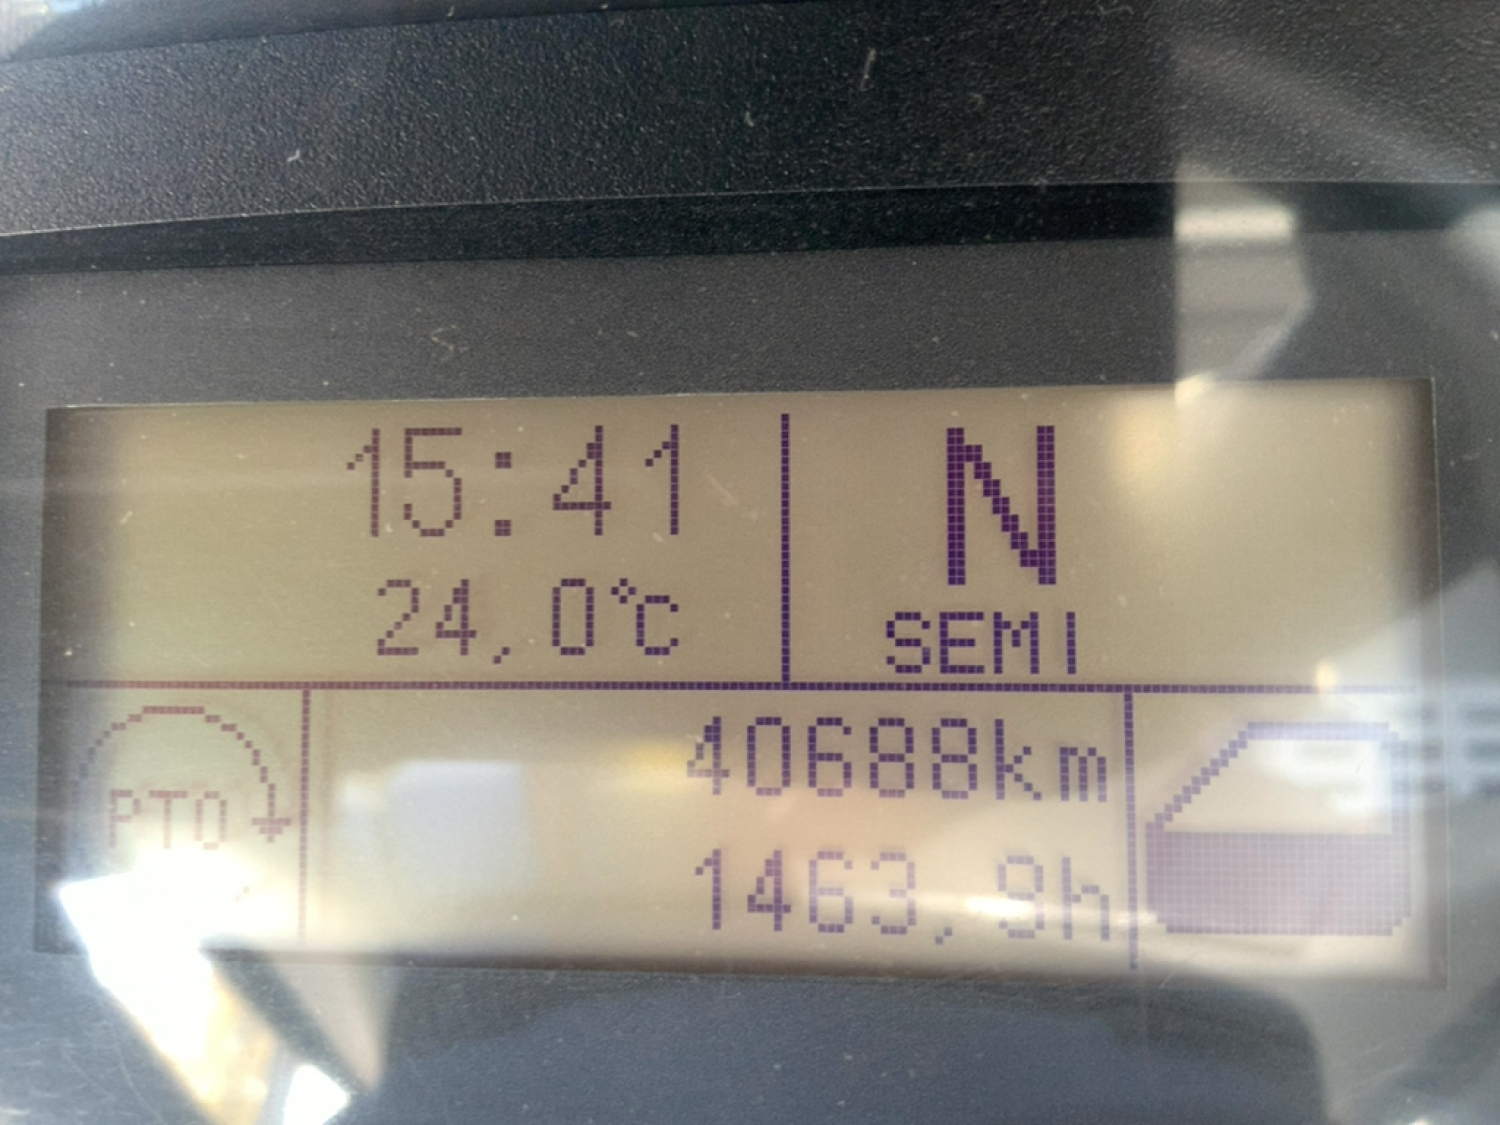 15:41
24,0°C
N
SEMI
PTO
40688km
1463,9h